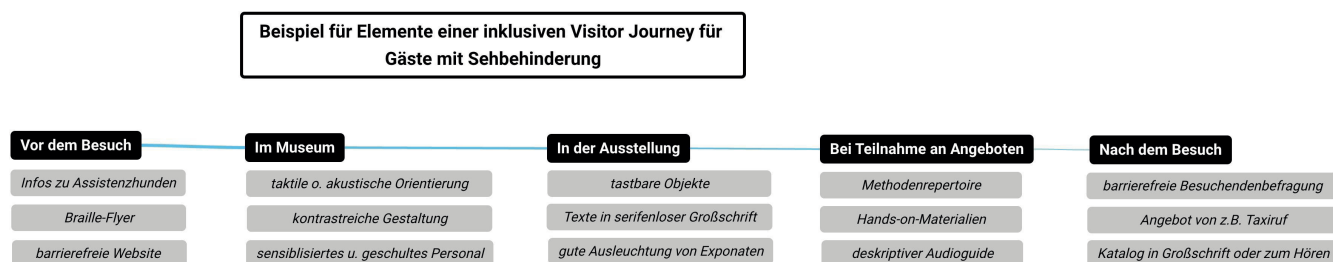 Beispiel für Elemente einer inklusiven Visitor Journey für
Gäste mit Sehbehinderung
Vor dem Besuch
Infos zu Assistenzhunden
Braille-Flyer
barrierefreie Website
Im Museum
taktile o. akustische Orientierung
kontrastreiche Gestaltung
sensiblisiertes u. geschultes Personal
In der Ausstellung
tastbare Objekte
Texte in serifenloser Großschrift
gute Ausleuchtung von Exponaten
Bei Teilnahme an Angeboten
Methodenrepertoire
Hands-on-Materialien
deskriptiver Audioguide
Nach dem Besuch
barrierefreie Besuchendenbefragung
Angebot von z.B. Taxiruf
Katalog in Großschrift oder zum Hören